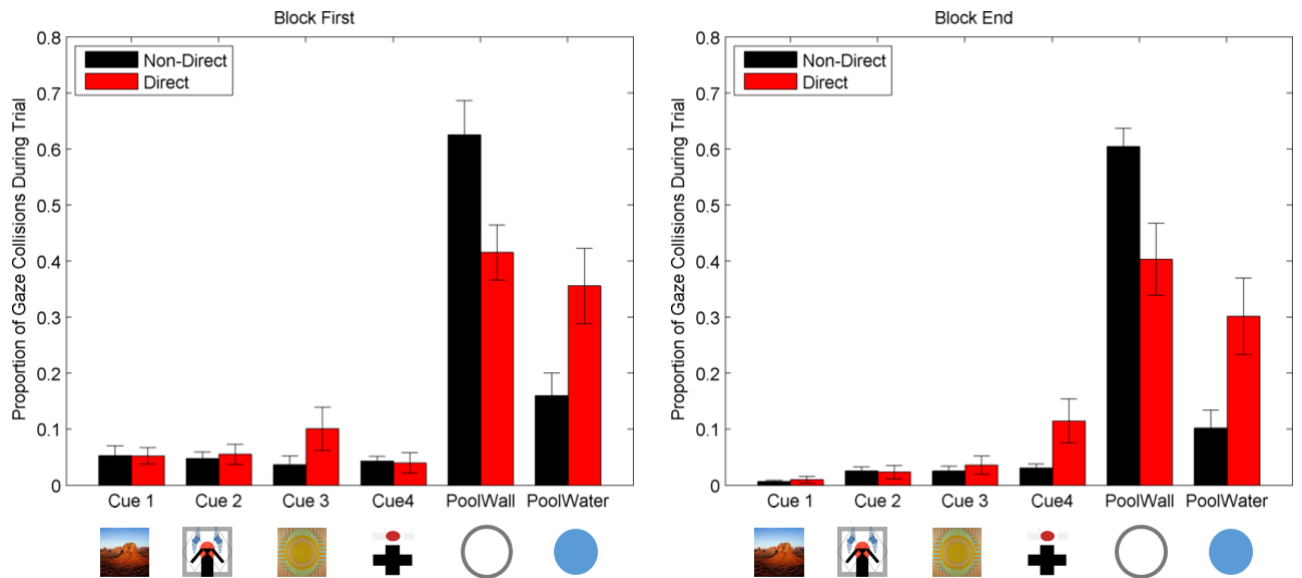 Block First
Proportion of Gaze Collisions During Trial
0.8
0.7
0.6
0.5
0.4
0.3
0.2
0.1
0
Non-Direct
Direct
Cue 1 Cue 2 Cue 3 Cue4 PoolWall PoolWater
Block End
Proportion of Gaze Collisions During Trial
0.8
0.7
0.6
0.5
0.4
0.3
0.2
0.1
0
Non-Direct
Direct
Cue 1 Cue 2 Cue 3 Cue4 PoolWall PoolWater